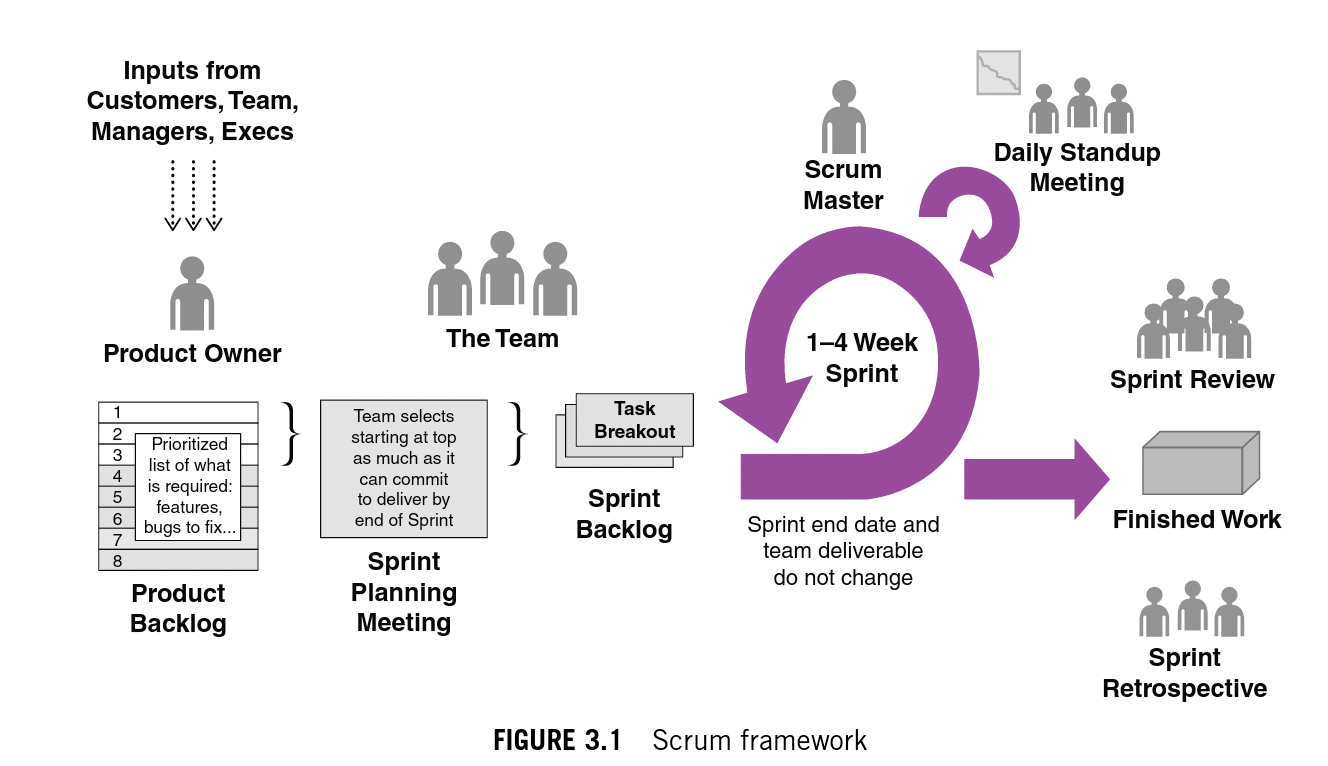 Inputs from
Customers, Team,
Managers, Execs
Product Owner
The Team
Scrum
Master
Daily Standup
Meeting
1–4 Week
Sprint
Sprint Review
1
2
3
4
5
6
7
8
Prioritized
list of what
is required:
features,
bugs to fix...
Product
Backlog
Team selects
starting at top
as much as it
can commit
to deliver by
end of Sprint
Sprint
Planning
Meeting
Task
Breakout
Sprint
Backlog
Sprint end date and
team deliverable
do not change
Finished Work
Sprint
Retrospective
FIGURE 3.1 Scrum framework